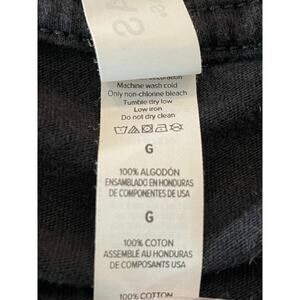 Machine wash cold
Only non-chlorine bleach
Tumble dry low
Low iron
Do not dry clean
G
100% ALGODÓN
ENSAMBLADO EN HONDURAS
DE COMPONENTES DE USA
G
100% COTON
ASSEMBLÉ AU HONDURAS
DE COMPOSANTS USA
100% COTTON